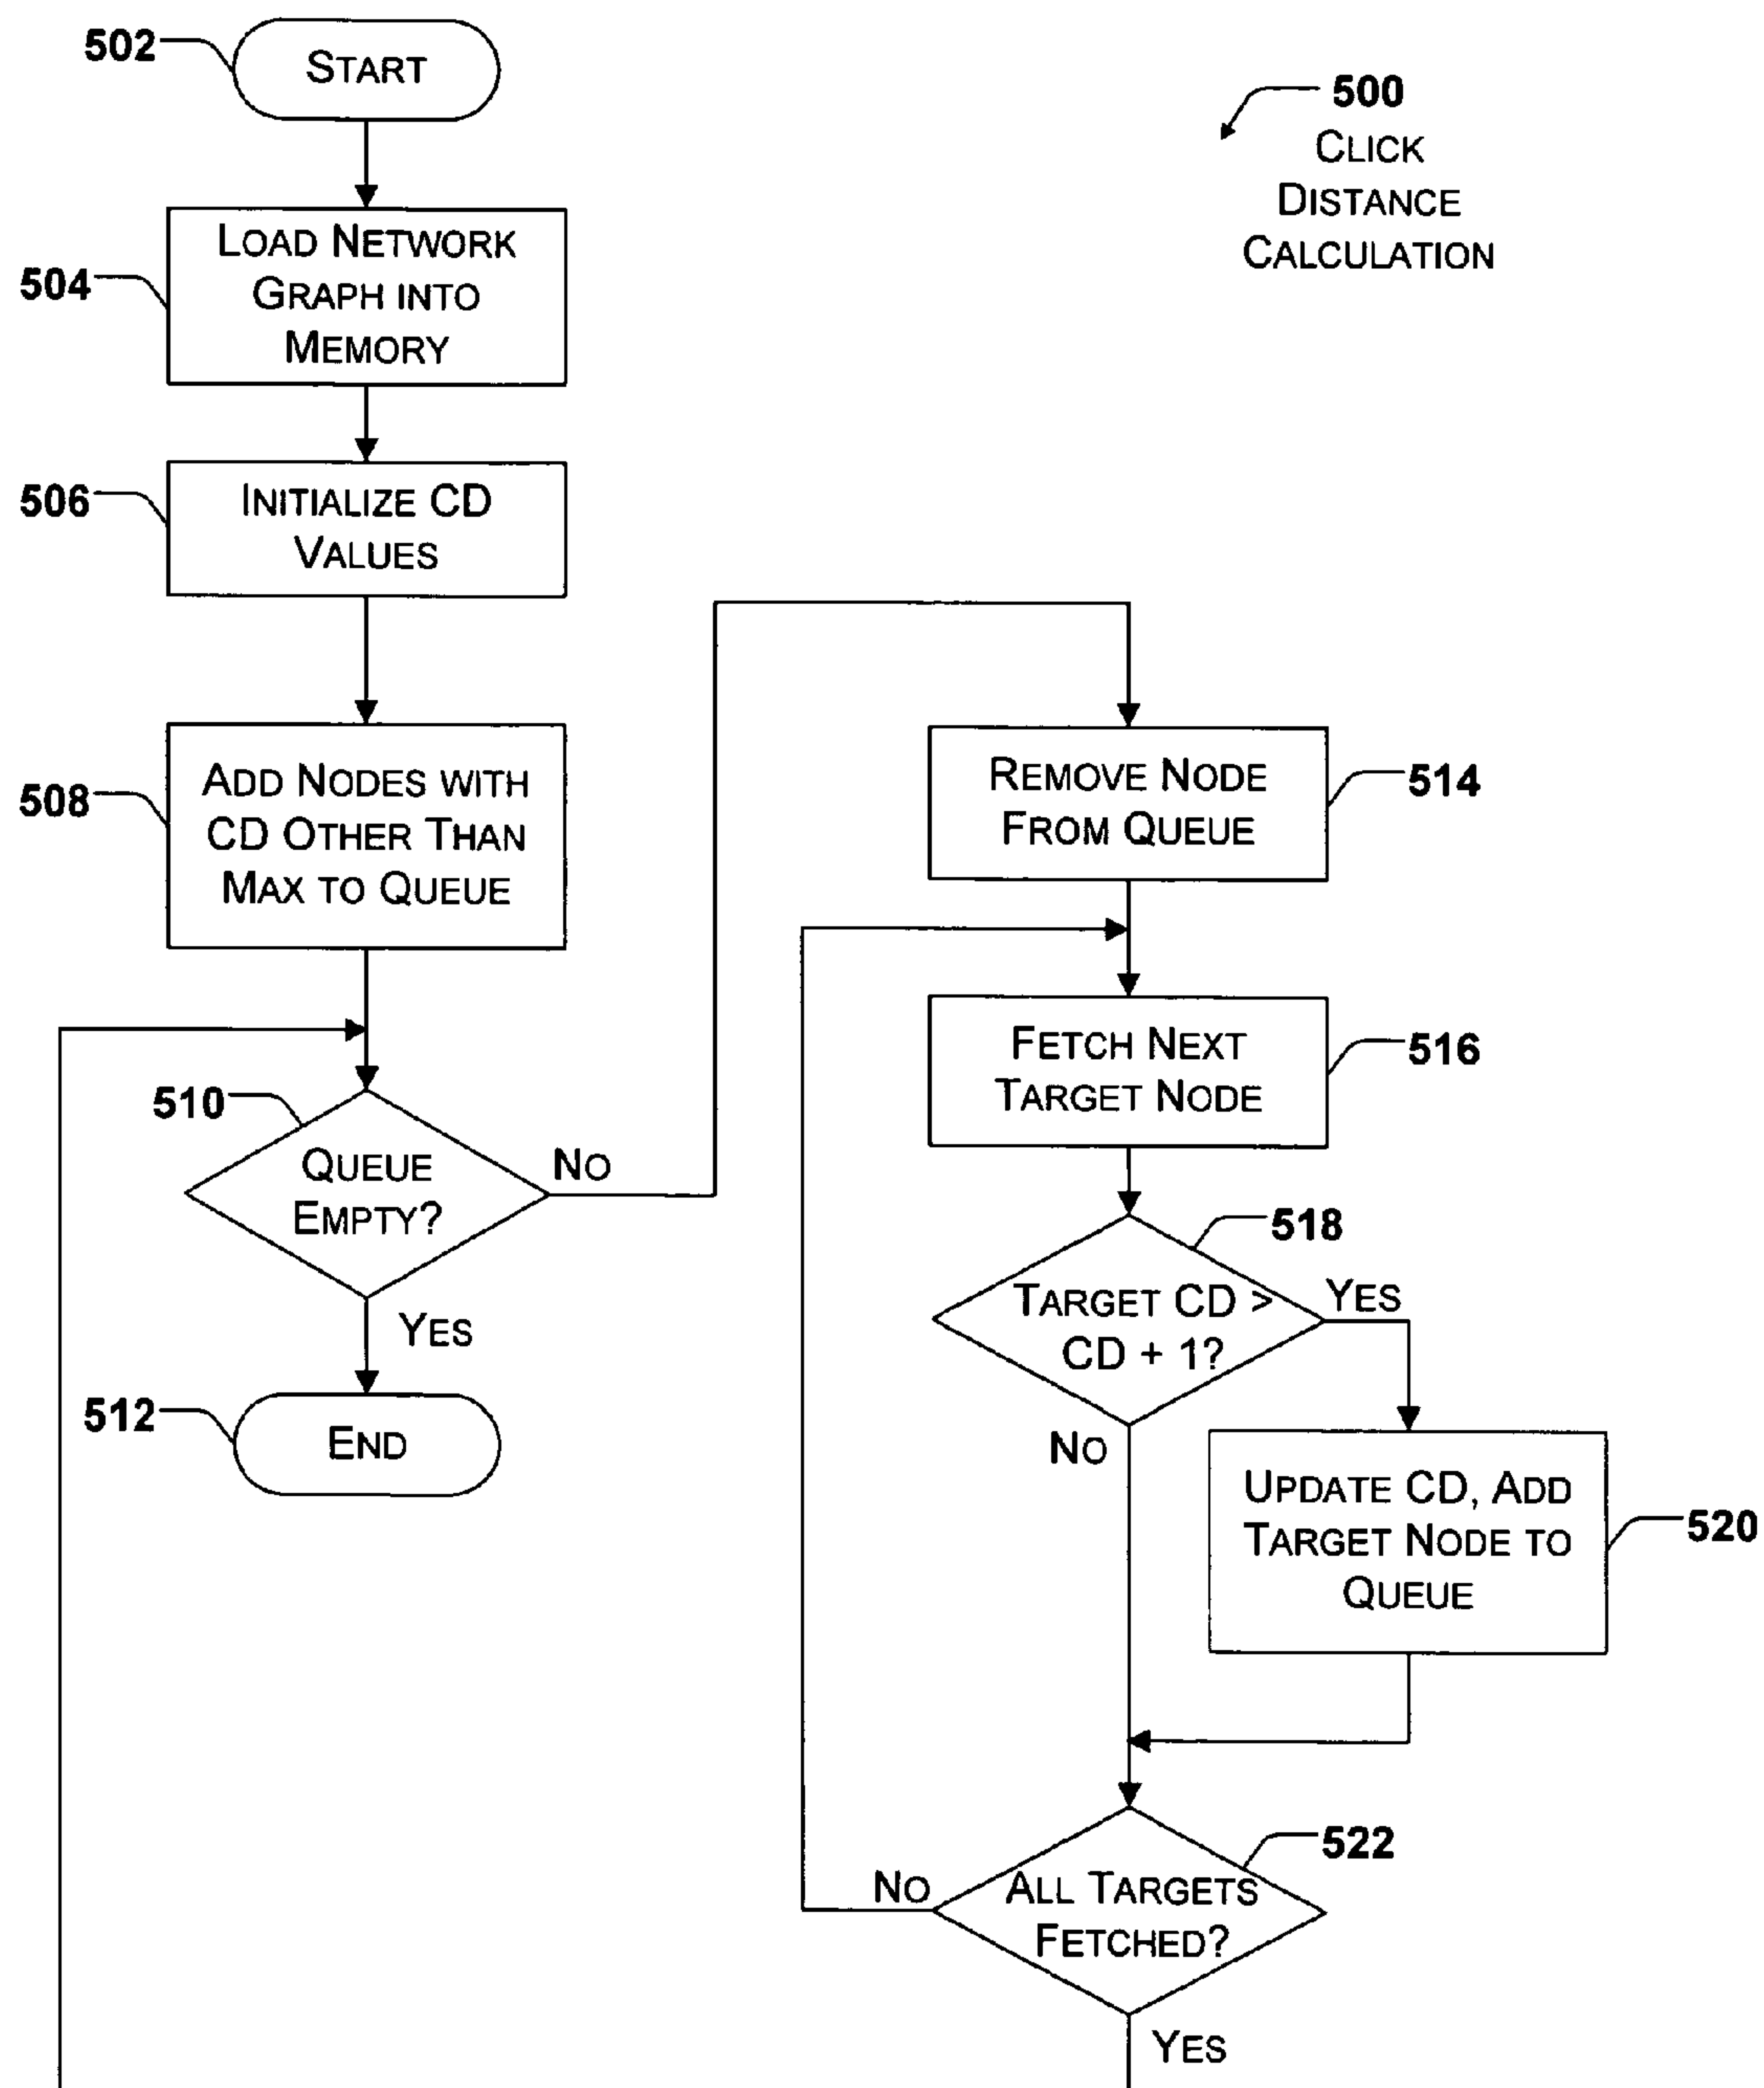 502
START
500
CLICK
DISTANCE
CALCULATION
504
LOAD NETWORK
GRAPH INTO
MEMORY
506
INITIALIZE CD
VALUES
508
ADD NODES WITH
CD OTHER THAN
MAX TO QUEUE
510
QUEUE
EMPTY?
NO
YES
512
END
REMOVE NODE
FROM QUEUE
514
FETCH NEXT
TARGET NODE
516
518
TARGET CD >
CD + 1?
YES
NO
UPDATE CD, ADD
TARGET NODE TO
QUEUE
520
522
ALL TARGETS
FETCHED?
NO
YES